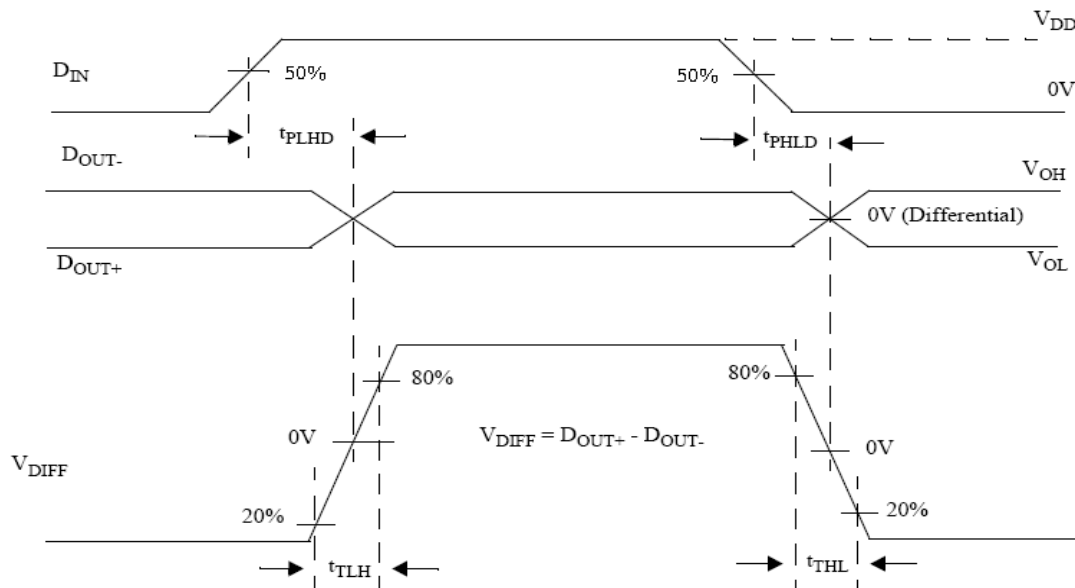 V_DD
D_IN
50%
50%
0V
t_PLHD
t_PHLD
D_OUT-
V_OH
0V (Differential)
D_OUT+
V_OL
80%
80%
0V
V_DIFF = D_OUT+ - D_OUT-
0V
V_DIFF
20%
20%
t_TLH
t_THL